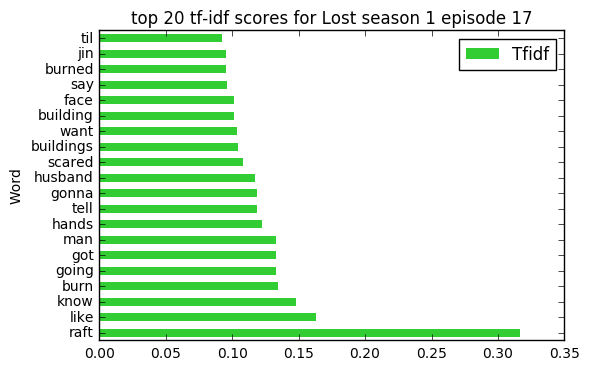 top 20 tf-idf scores for Lost season 1 episode 17
Tfidf
Word
til
jin
burned
say
face
building
want
buildings
scared
husband
gonna
tell
hands
man
got
going
burn
know
like
raft
0.00 0.05 0.10 0.15 0.20 0.25 0.30 0.35